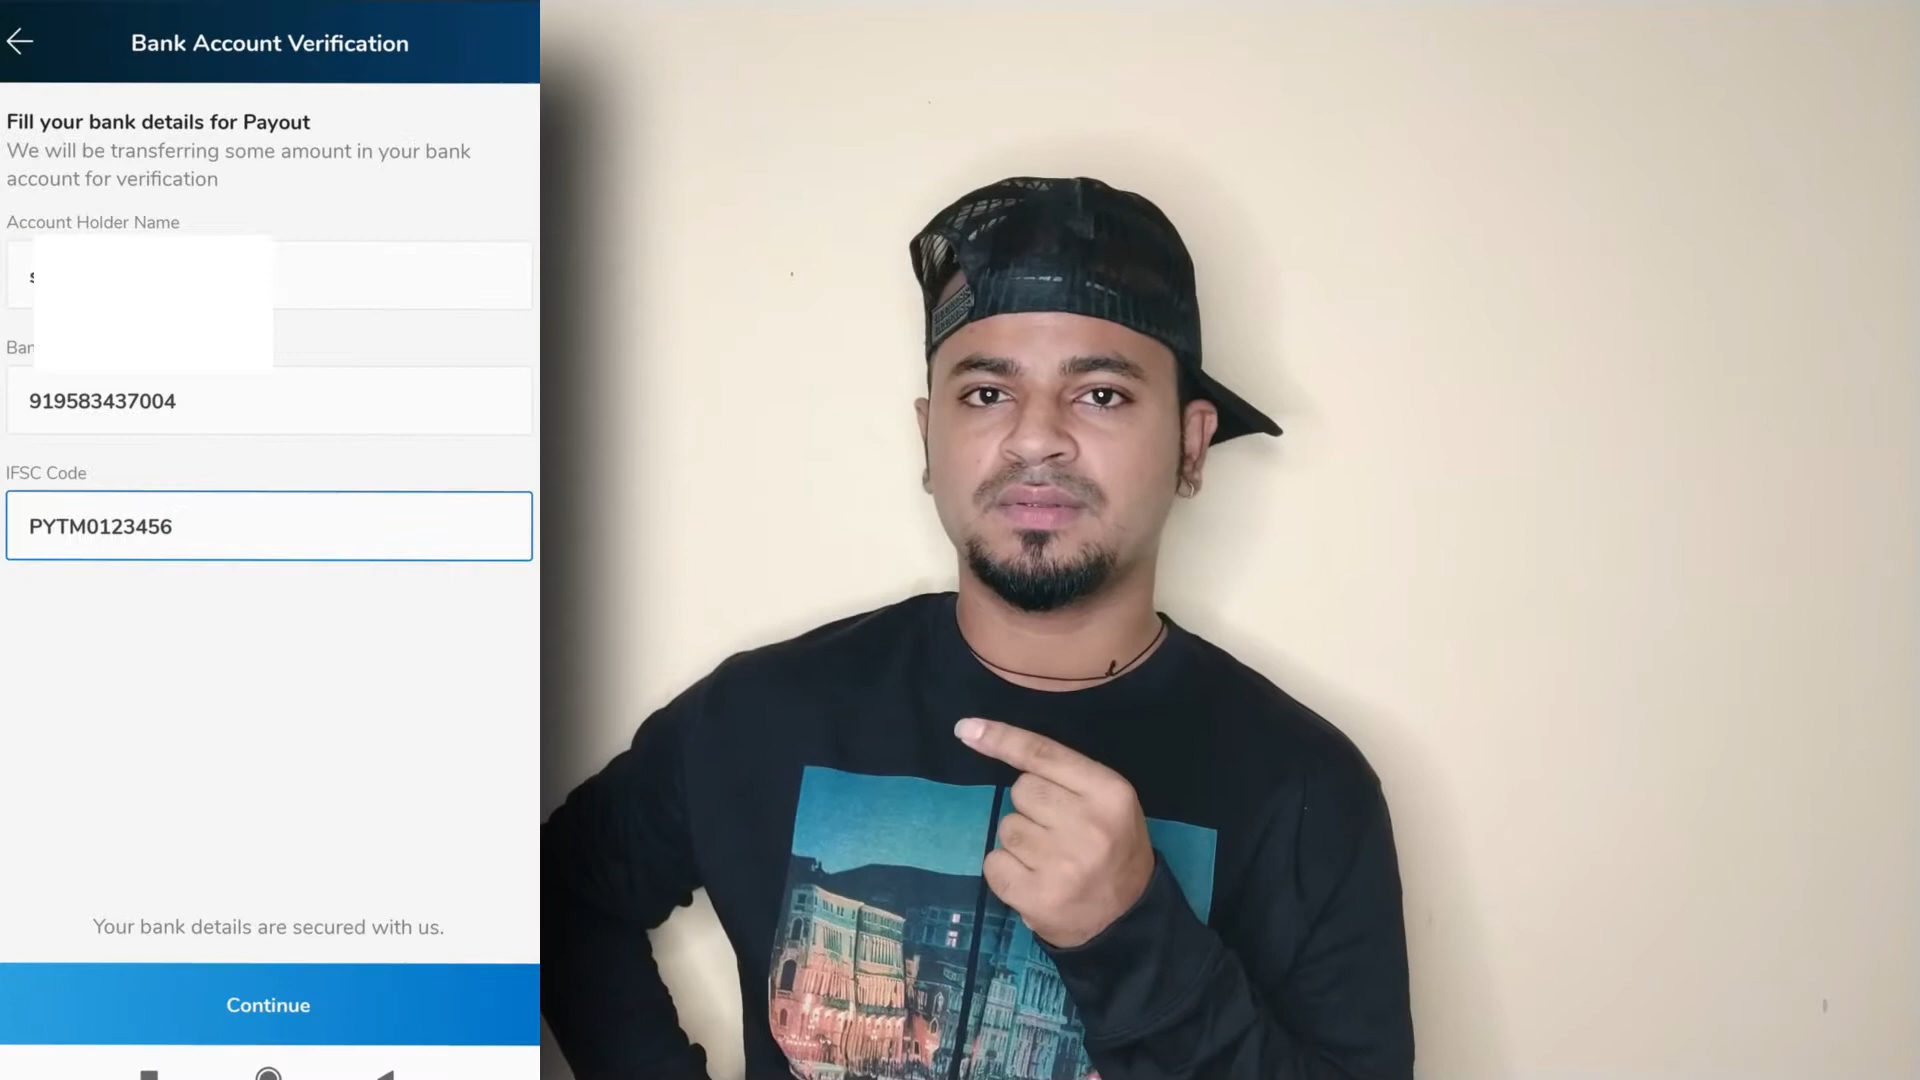 Bank Account Verification
Fill your bank details for Payout
We will be transferring some amount in your bank
account for verification
Account Holder Name
919583437004
IFSC Code
PYTM0123456
Your bank details are secured with us.
Continue